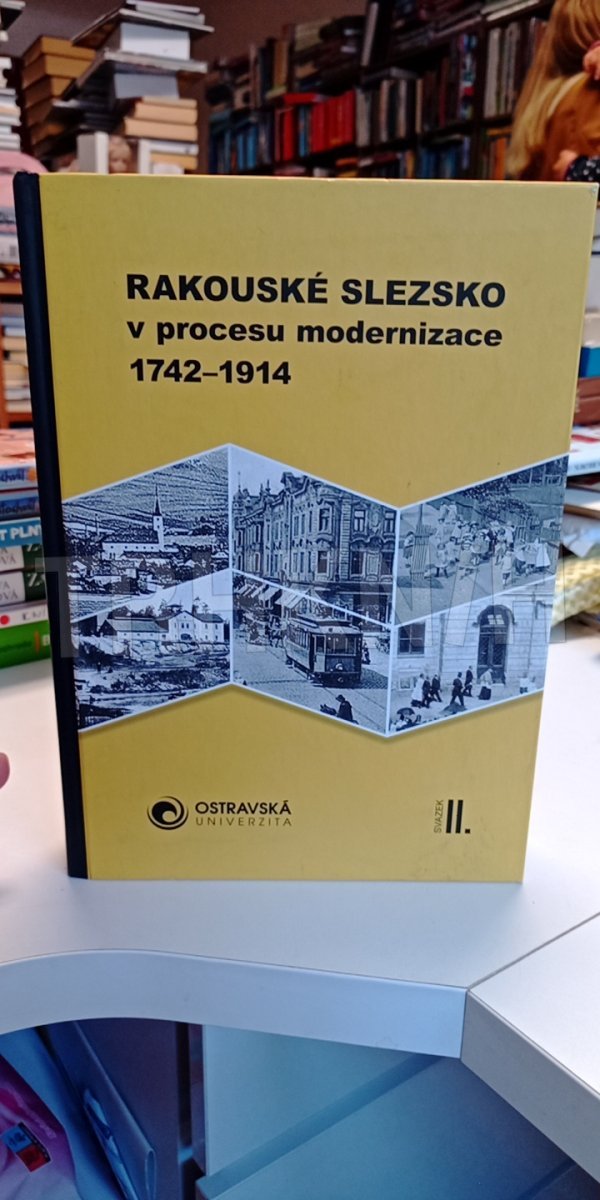 RAKOUSKÉ SLEZSKO
v procesu modernizace
1742–1914
OSTRAVSKÁ
UNIVERZITA
SVAZEK
II.